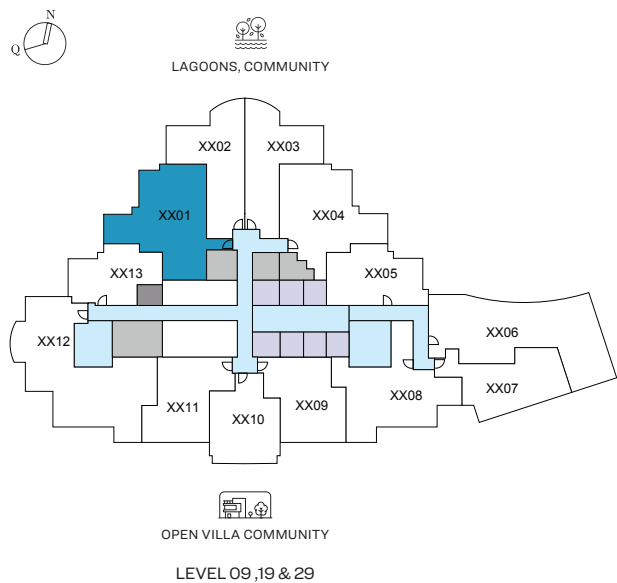 N
Q
LAGOONS, COMMUNITY
XX02
XX03
XX01
XX04
XX13
XX05
XX12
XX06
XX07
XX08
XX11
XX09
XX10
OPEN VILLA COMMUNITY
LEVEL 09 ,19 & 29